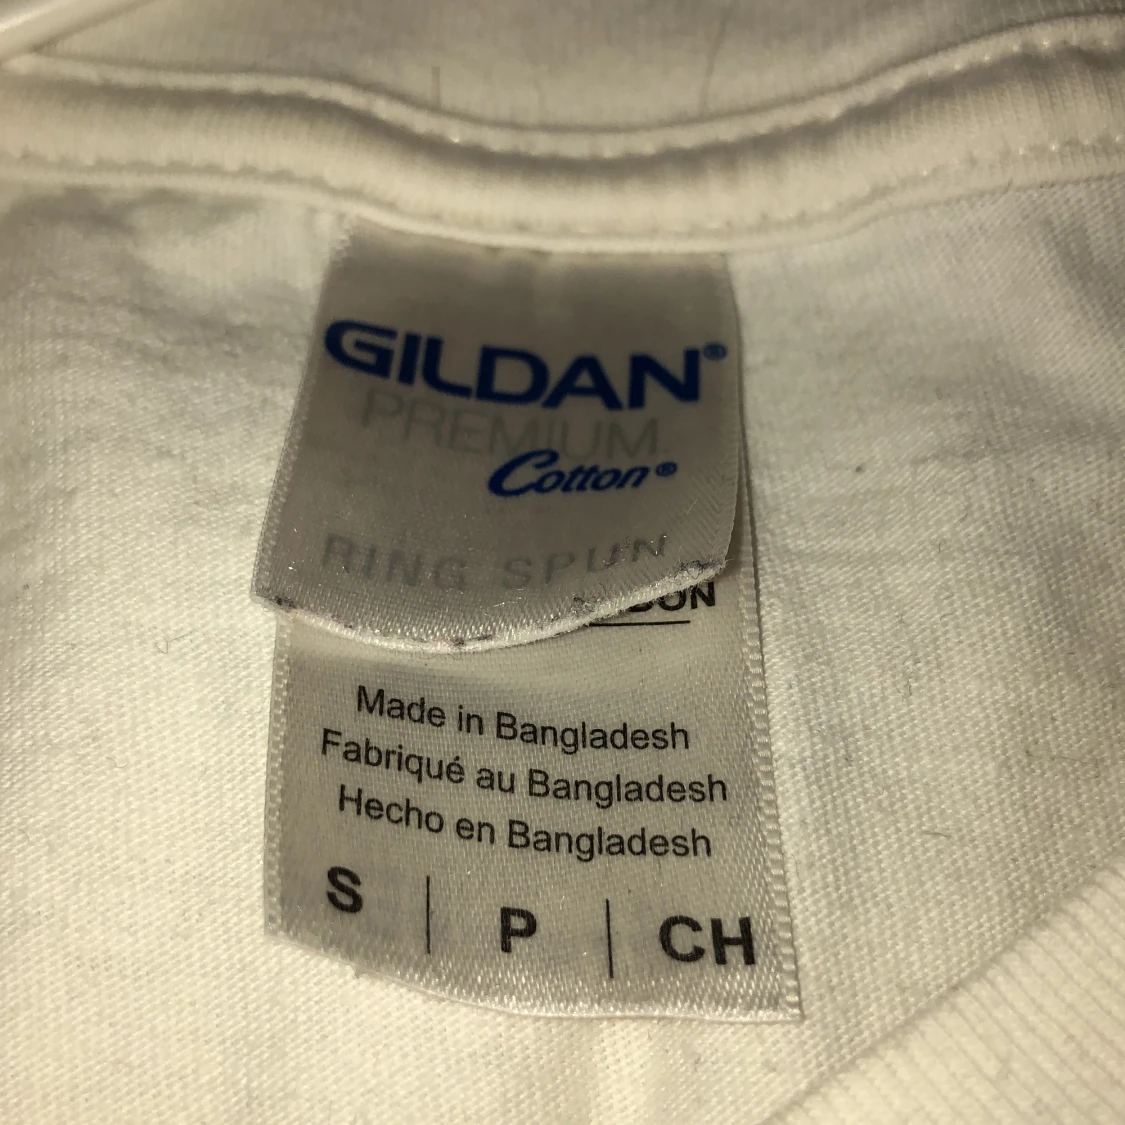 GILDAN®
PREMIUM
Cotton®
RING SPUN
Made in Bangladesh
Fabriqué au Bangladesh
Hecho en Bangladesh
S | P | CH